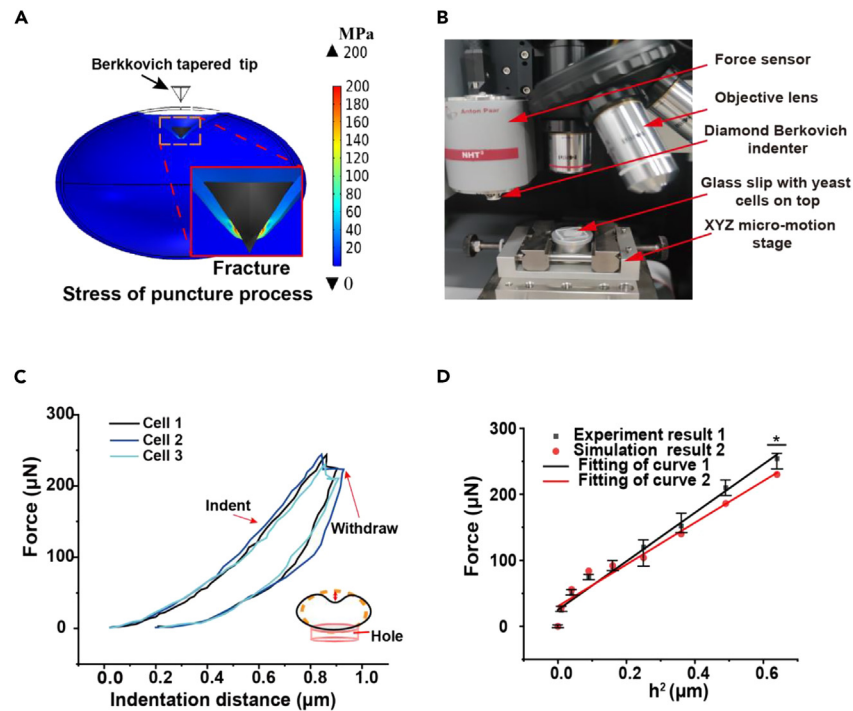 A
MPa
▲ 200
Berkkovich tapered tip
200
180
160
140
120
100
80
60
40
20
▼ 0
Fracture
Stress of puncture process
B
Anton Paar
NHT³
Force sensor
Objective lens
Diamond Berkovich
indenter
Glass slip with yeast
cells on top
XYZ micro-motion
stage
C
300
200
100
0
Force (μN)
Cell 1
Cell 2
Cell 3
Indent
Withdraw
Hole
0.0 0.2 0.4 0.6 0.8 1.0
Indentation distance (μm)
D
300
200
100
0
Force (μN)
Experiment result 1
Simulation result 2
Fitting of curve 1
Fitting of curve 2
*
0.0 0.2 0.4 0.6
h² (μm)